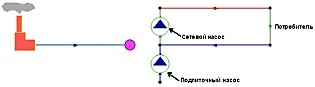 Потребитель
Сетевой насос
Подпиточный насос